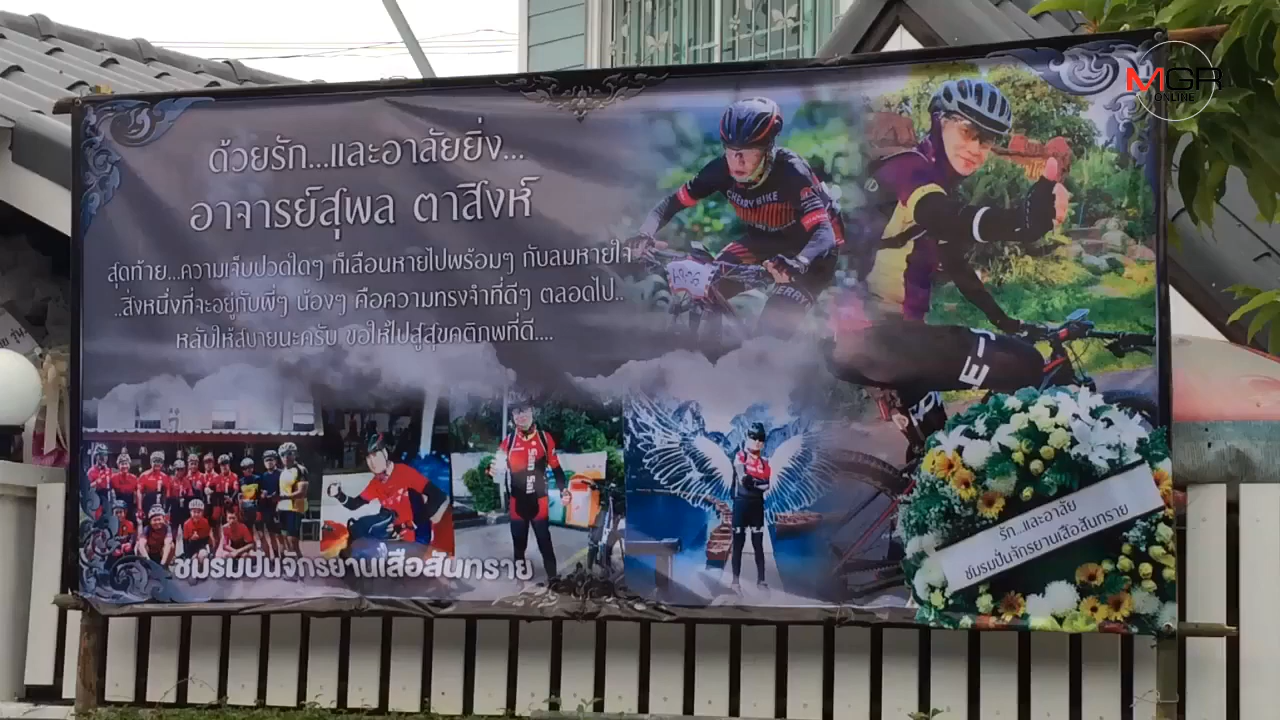 MGR
ONLINE
ด้วยรัก...และอาลัยยิ่ง...
อาจารย์สุพล ตาสิงห์
สุดท้าย...ความเจ็บปวดใดๆ ก็เลือนหายไปพร้อมๆ กับลมหายใจ
..สิ่งหนึ่งที่จะอยู่กับพี่ๆ น้องๆ คือความทรงจำที่ดีๆ ตลอดไป..
หลับให้สบายนะครับ ขอให้ไปสู่สุขคติภพที่ดี....
CHERRY BIKE
ชมรมปั่นจักรยานเสือสันทราย
รัก...และอาลัย
ชมรมปั่นจักรยานเสือสันทราย